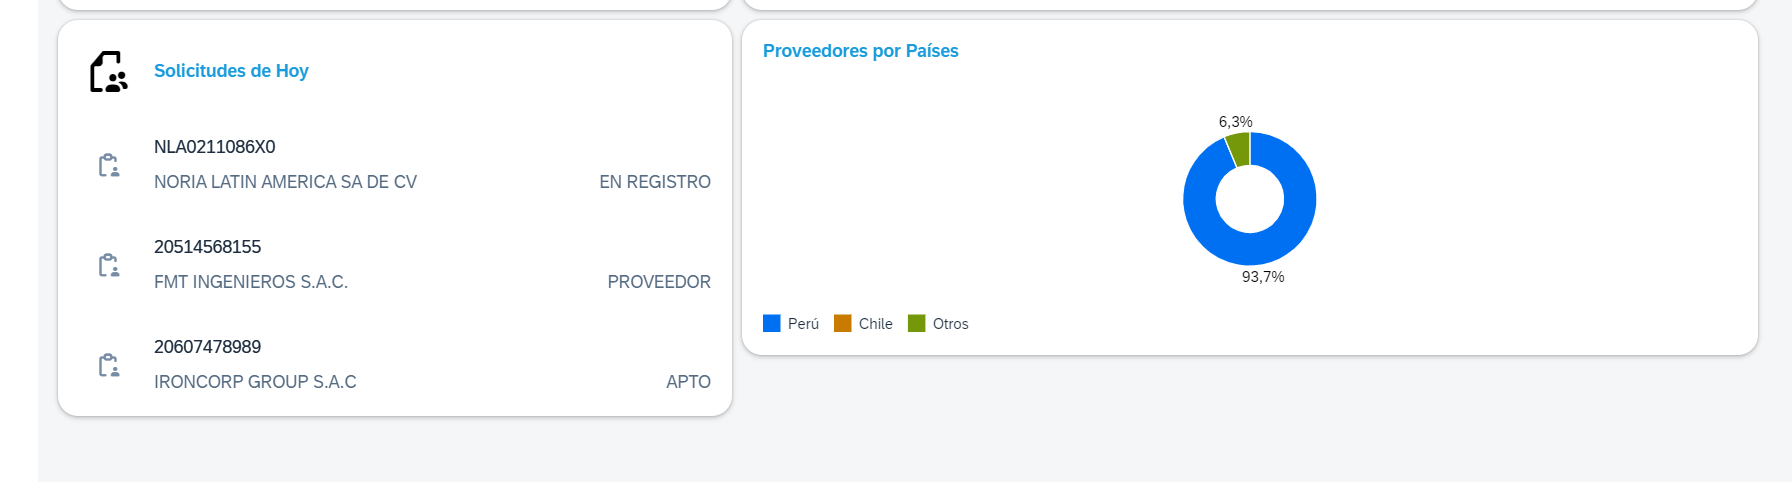 Solicitudes de Hoy
NLA0211086X0
NORIA LATIN AMERICA SA DE CV EN REGISTRO
20514568155
FMT INGENIEROS S.A.C. PROVEEDOR
20607478989
IRONCORP GROUP S.A.C APTO
Proveedores por Países
6,3%
93,7%
Perú Chile Otros